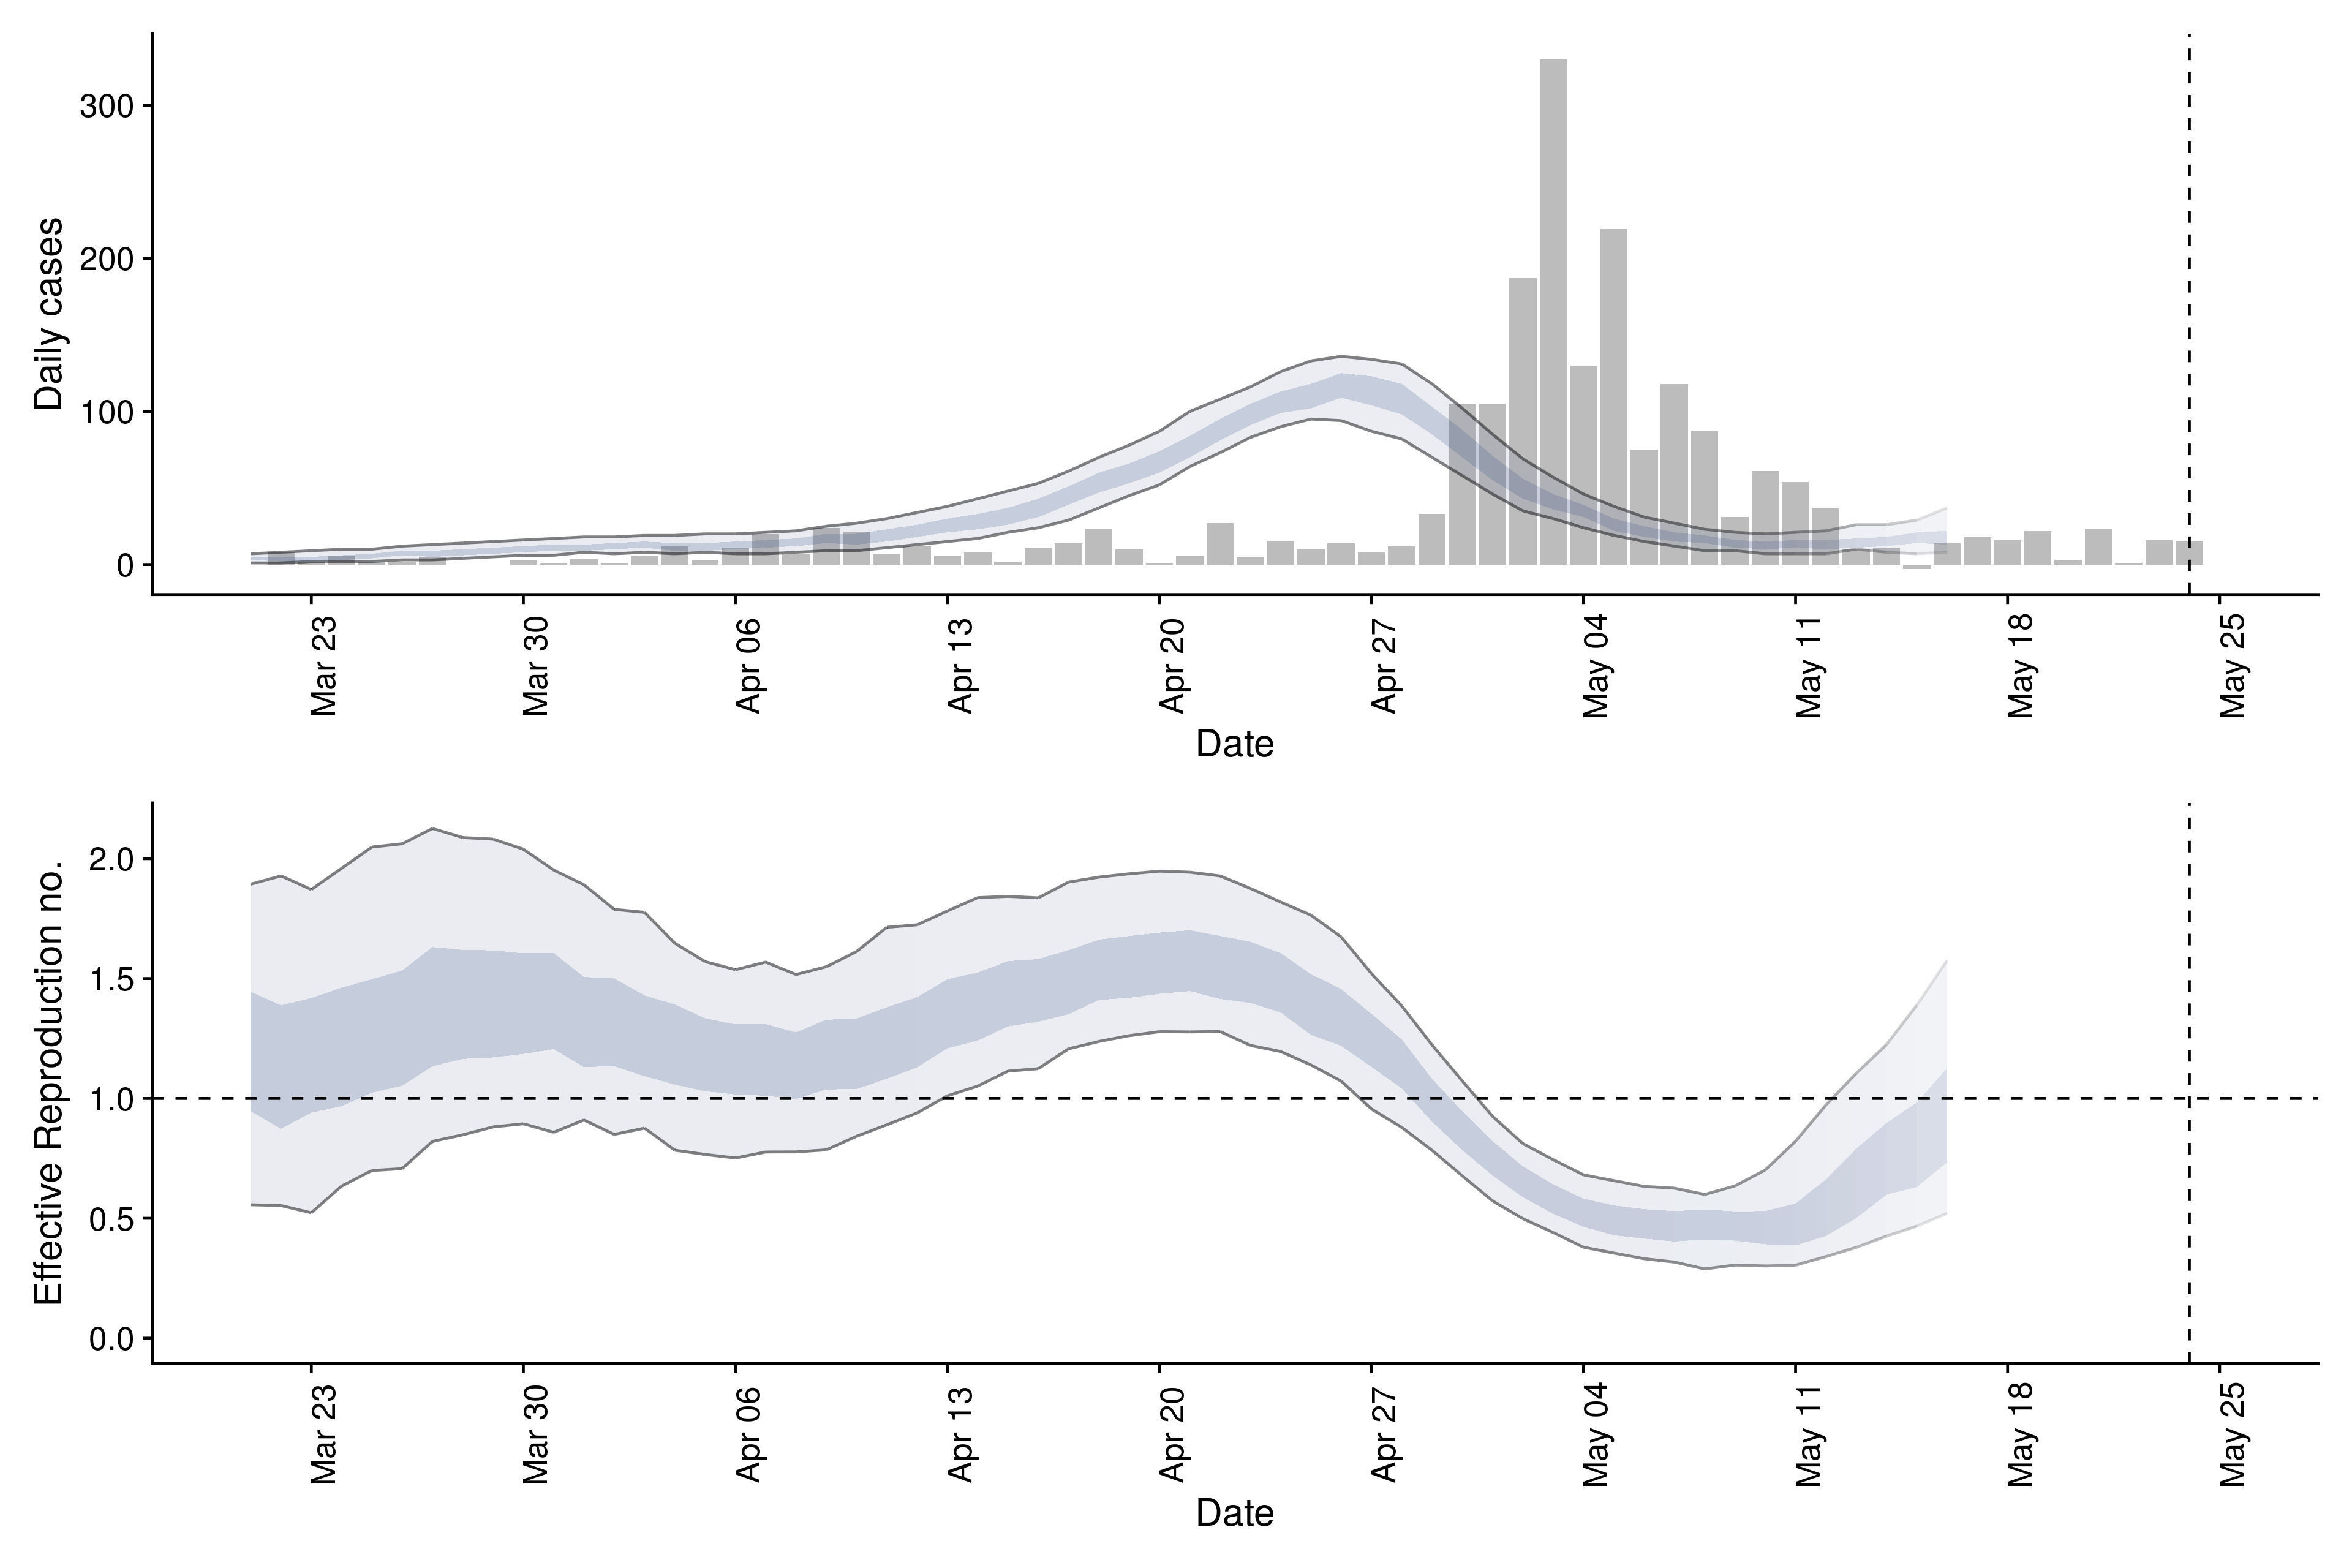 Daily cases
300
200
100
0
Mar 23
Mar 30
Apr 06
Apr 13
Apr 20
Apr 27
May 04
May 11
May 18
May 25
Date
Effective Reproduction no.
2.0
1.5
1.0
0.5
0.0
Mar 23
Mar 30
Apr 06
Apr 13
Apr 20
Apr 27
May 04
May 11
May 18
May 25
Date